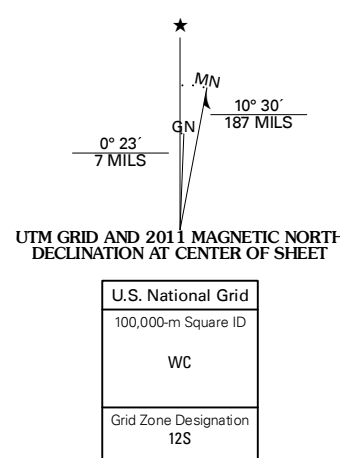 ★
MN
10° 30´
187 MILS
GN
0° 23´
7 MILS
UTM GRID AND 2011 MAGNETIC NORTH
DECLINATION AT CENTER OF SHEET
U.S. National Grid
100,000-m Square ID
WC
Grid Zone Designation
12S